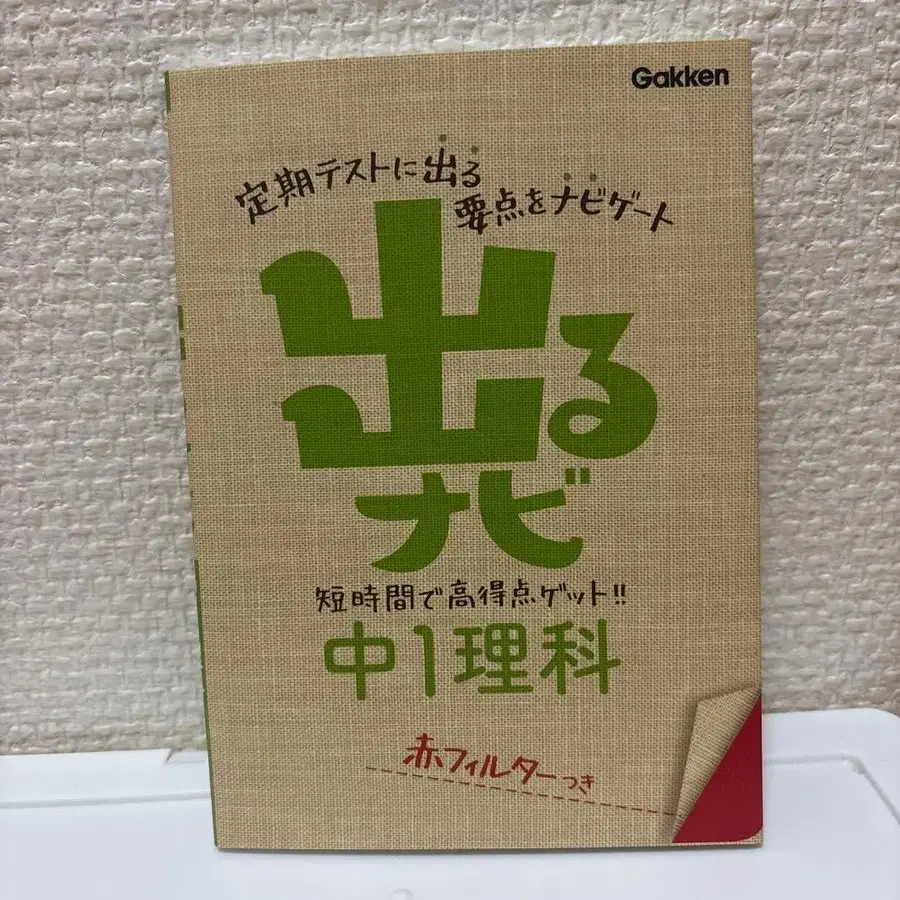 Gakken
定期テストに出る
要点をナビゲート
出る
ナビ
短時間で高得点ゲット!!
中1理科
赤フィルターつき